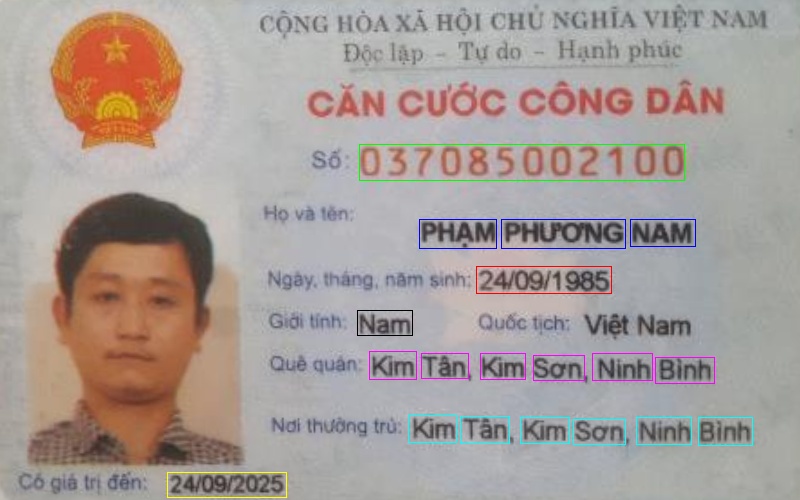 CỘNG HÒA XÃ HỘI CHỦ NGHĨA VIỆT NAM
Độc lập - Tự do - Hạnh phúc
CĂN CƯỚC CÔNG DÂN
Số: 037085002100
Họ và tên:
PHẠM PHƯƠNG NAM
Ngày, tháng, năm sinh: 24/09/1985
Giới tính: Nam Quốc tịch: Việt Nam
Quê quán: Kim Tân, Kim Sơn, Ninh Bình
Nơi thường trú: Kim Tân, Kim Sơn, Ninh Bình
Có giá trị đến: 24/09/2025